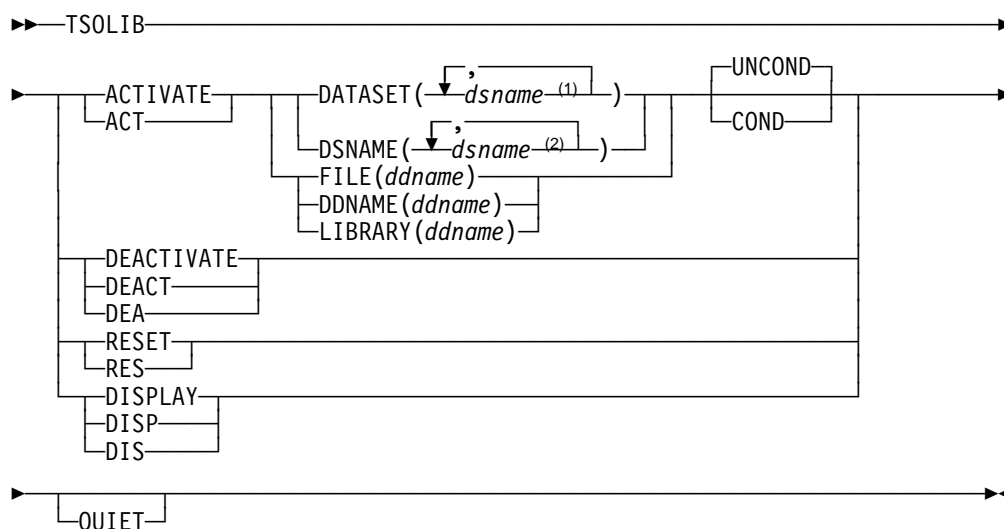 TSOLIB
,
UNCOND
ACTIVATE DATASET( dsname (1) )
ACT COND
,
DSNAME( dsname (2) )
FILE(ddname)
DDNAME(ddname)
LIBRARY(ddname)
DEACTIVATE
DEACT
DEA
RESET
RES
DISPLAY
DISP
DIS
QUIET